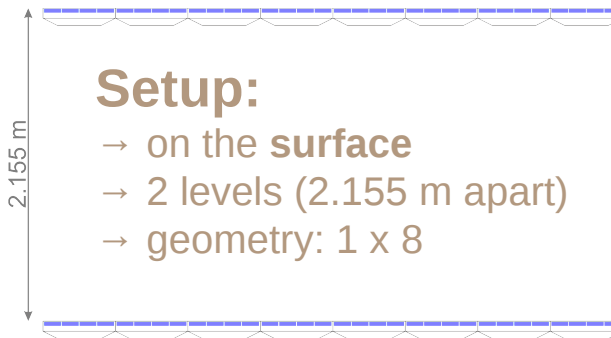 Setup:
→ on the surface
→ 2 levels (2.155 m apart)
→ geometry: 1 x 8
2.155 m